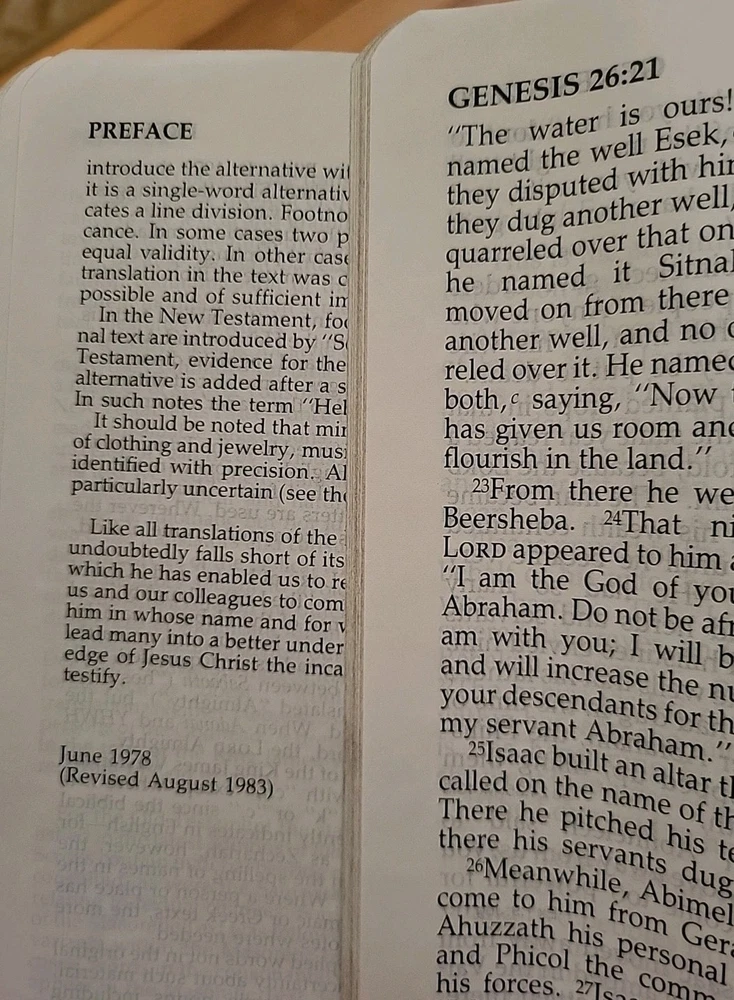 PREFACE
introduce the alternative
it is a single-word
cates a line division.
cance. In some cases two
equal validity. In other
translation in the text was
possible and of sufficient
In the New Testament,
nal text are introduced by
Testament, evidence for the
alternative is added after a
In such notes the term
It should be noted that
of clothing and jewelry,
identified with precision.
particularly uncertain (see
Like all translations of the
undoubtedly falls short of its
which he has enabled us to
us and our colleagues to
him in whose name and for
lead many into a better
edge of Jesus Christ the
testify.
June 1978
(Revised August 1983)
GENESIS 26:21
"The water is ours!
named the well Esek,
they disputed with
they dug another well,
quarreled over that
he named it
moved on from there
another well, and no
reled over it. He named
both,c saying, "Now
has given us room and
flourish in the land."
23From there he
Beersheba. 24That
LORD appeared to him
"I am the God of
Abraham. Do not be
am with you; I will
and will increase the
your descendants for
my servant Abraham."
25Isaac built an altar
called on the name of
There he pitched his
there his servants dug
26Meanwhile,
come to him from
Ahuzzath his personal
and Phicol the
his forces.